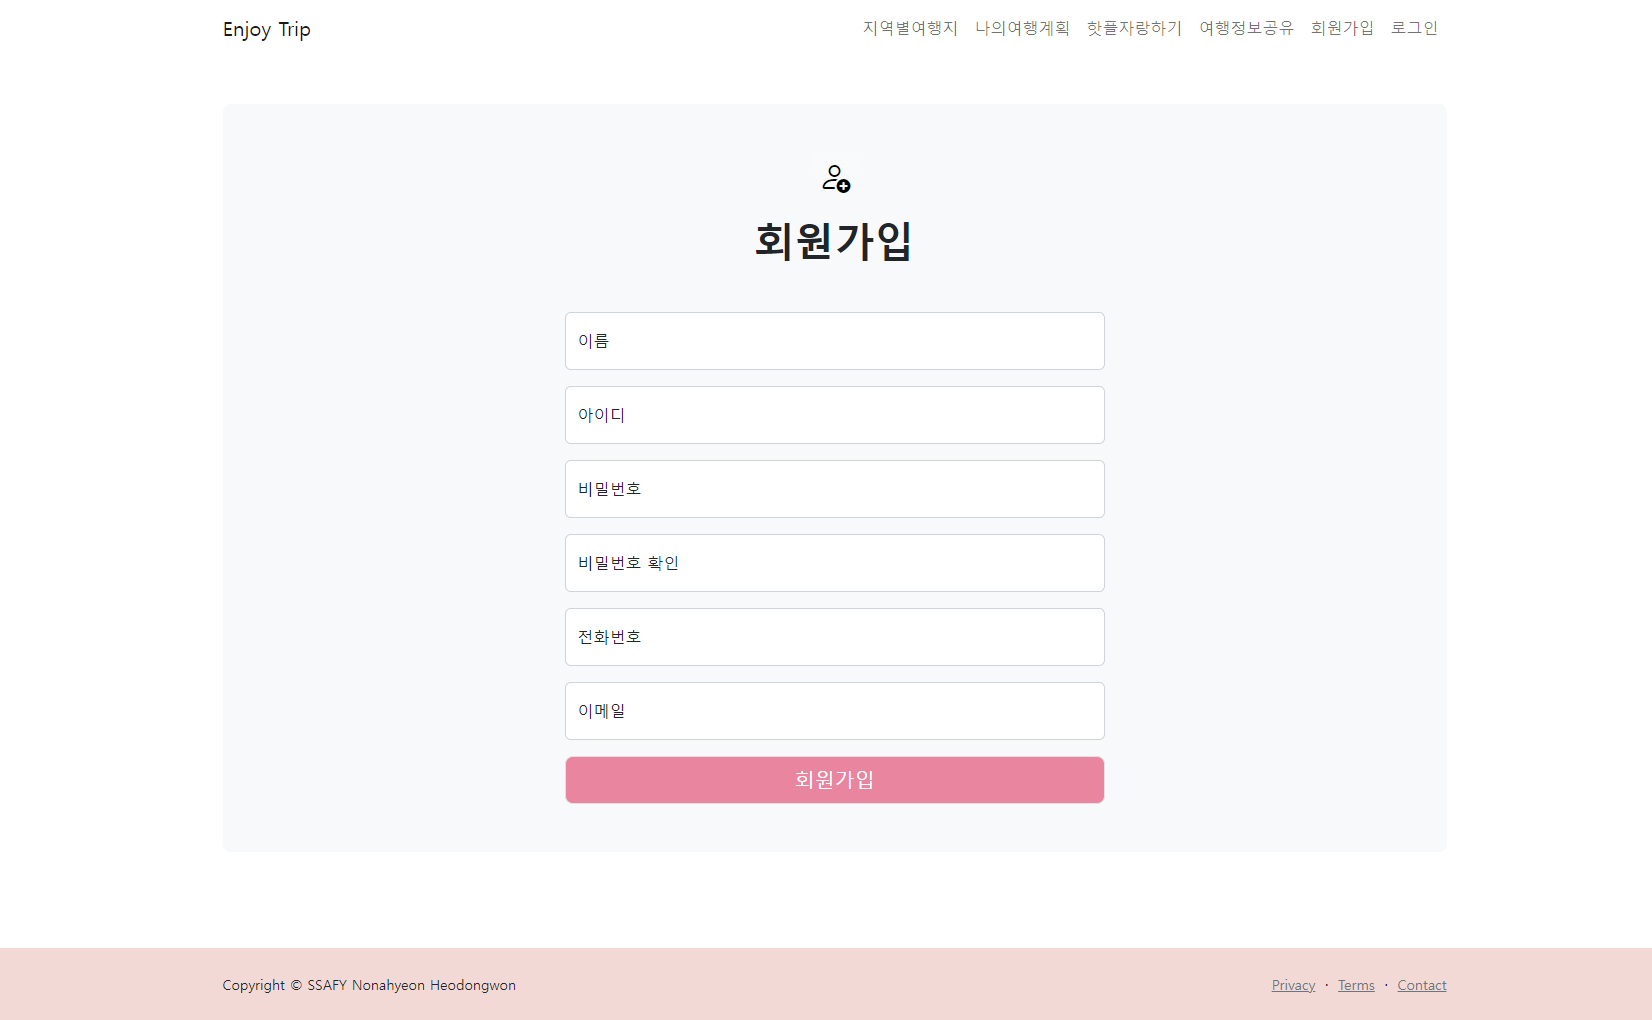 Enjoy Trip
지역별여행지 나의여행계획 핫플자랑하기 여행정보공유 회원가입 로그인
회원가입
이름
아이디
비밀번호
비밀번호 확인
전화번호
이메일
회원가입
Copyright © SSAFY Nonahyeon Heodongwon
Privacy · Terms · Contact